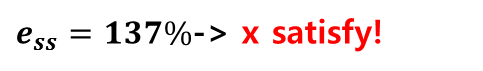 e_ss = 137%-> x satisfy!